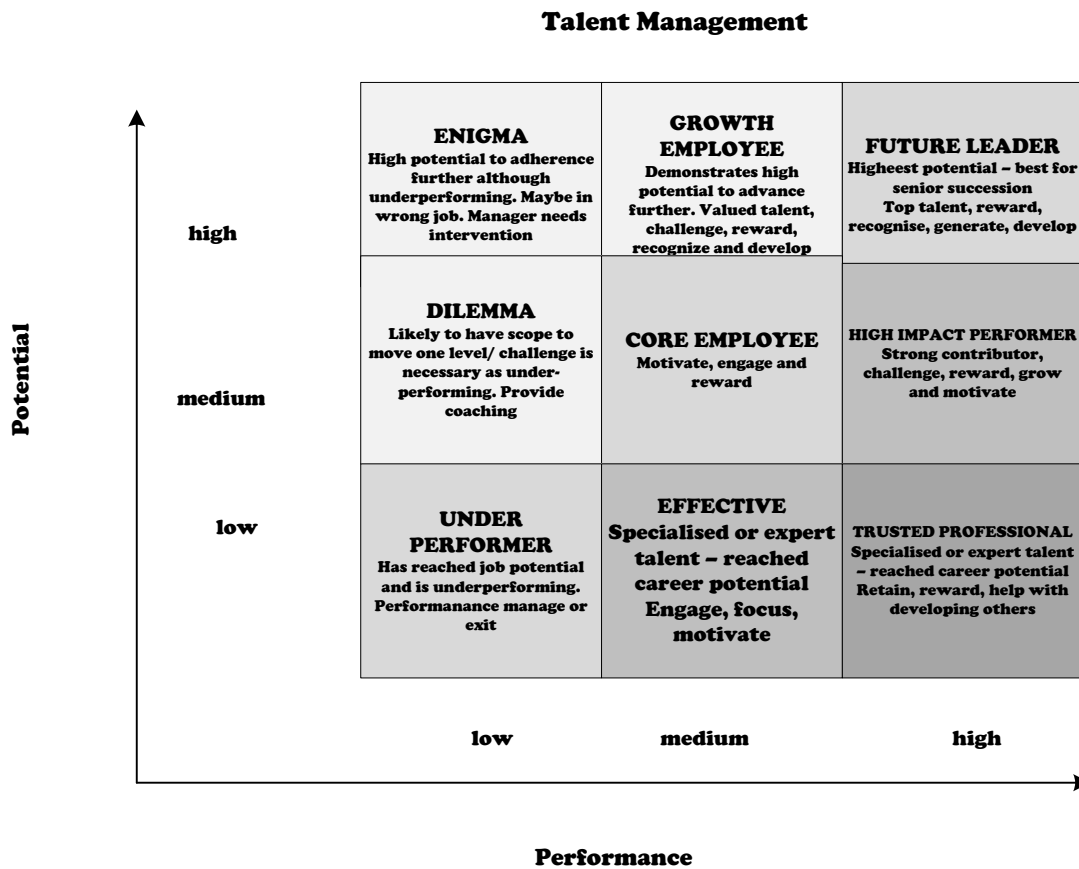 Talent Management
ENIGMA
High potential to adherence
further although
underperforming. Maybe in
wrong job. Manager needs
intervention
GROWTH
EMPLOYEE
Demonstrates high
potential to advance
further. Valued talent,
challenge, reward,
recognize and develop
FUTURE LEADER
Higheest potential – best for
senior succession
Top talent, reward,
recognise, generate, develop
high
DILEMMA
Likely to have scope to
move one level/ challenge is
necessary as under-
performing. Provide
coaching
CORE EMPLOYEE
Motivate, engage and
reward
HIGH IMPACT PERFORMER
Strong contributor,
challenge, reward, grow
and motivate
Potential
medium
low
UNDER
PERFORMER
Has reached job potential
and is underperforming.
Performanance manage or
exit
EFFECTIVE
Specialised or expert
talent – reached
career potential
Engage, focus,
motivate
TRUSTED PROFESSIONAL
Specialised or expert talent
– reached career potential
Retain, reward, help with
developing others
low
medium
high
Performance